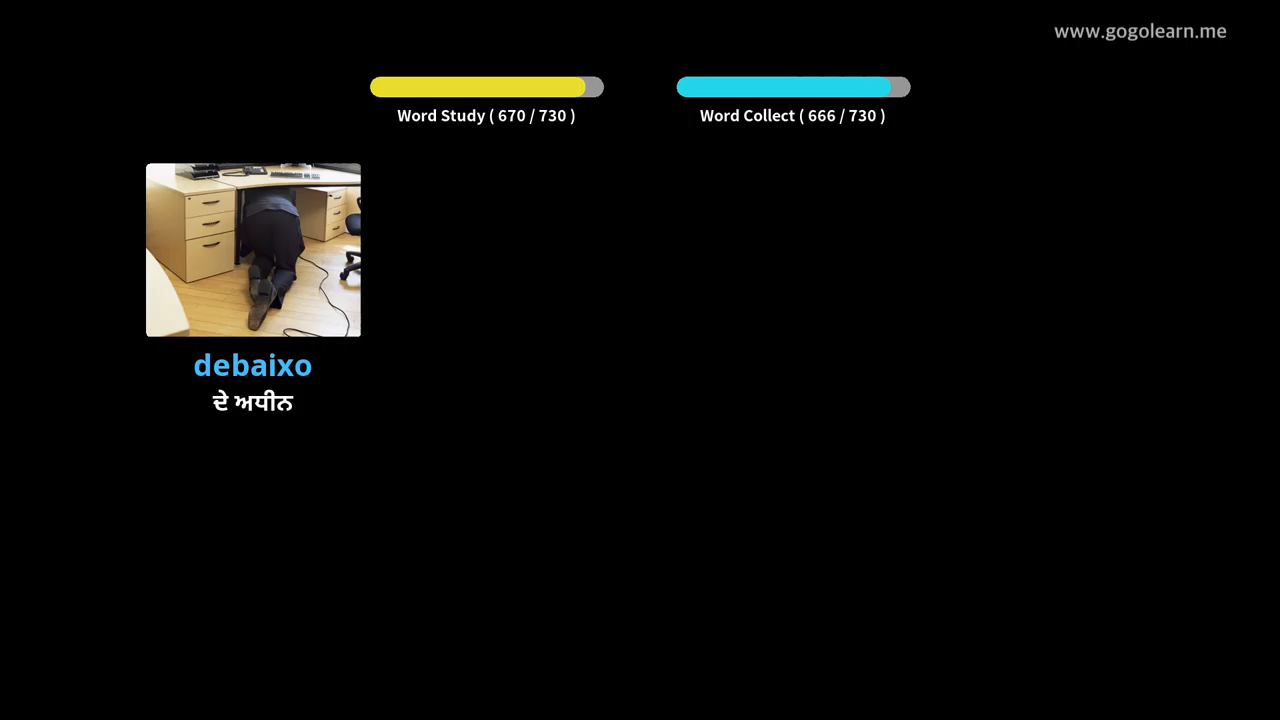 www.gogolearn.me
Word Study ( 670 / 730 )
Word Collect ( 666 / 730 )
debaixo
ਦੇ ਅਧੀਨ